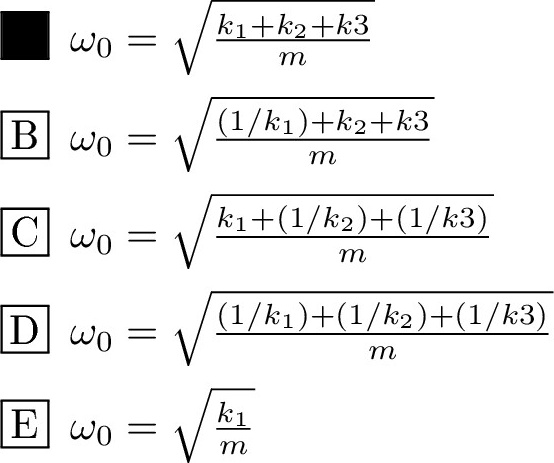 ω₀ = √((k₁+k₂+k3)/m)
B ω₀ = √(((1/k₁)+k₂+k3)/m)
C ω₀ = √((k₁+(1/k₂)+(1/k3))/m)
D ω₀ = √(((1/k₁)+(1/k₂)+(1/k3))/m)
E ω₀ = √(k₁/m)